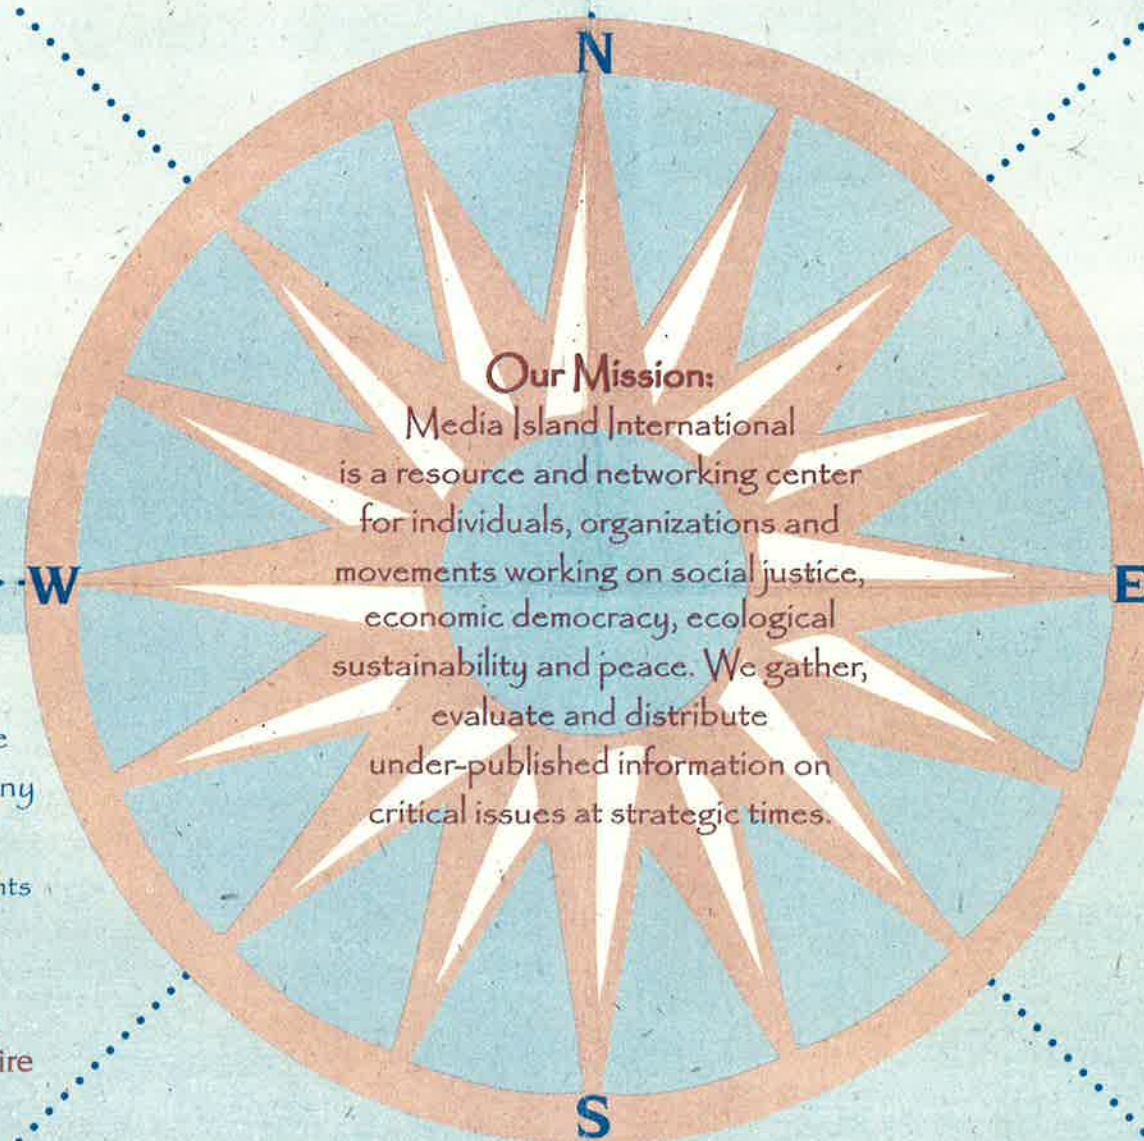 N
Our Mission:
Media Island International
is a resource and networking center
for individuals, organizations and
movements working on social justice,
W
E
economic democracy, ecological
sustainability and peace. We gather,
evaluate and distribute
under-published information on
critical issues at strategic times.
S